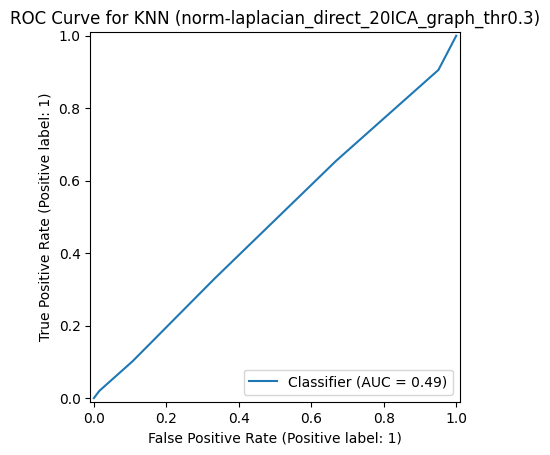 ROC Curve for KNN (norm-laplacian_direct_20ICA_graph_thr0.3)
1.0
0.8
0.6
0.4
0.2
0.0
True Positive Rate (Positive label: 1)
Classifier (AUC = 0.49)
0.0 0.2 0.4 0.6 0.8 1.0
False Positive Rate (Positive label: 1)